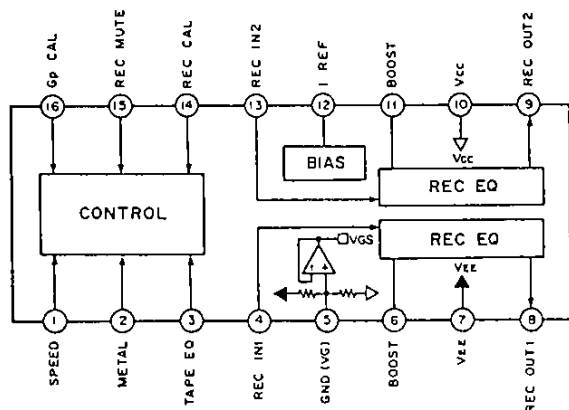 Gp CAL
REC MUTE
REC CAL
REC IN2
I REF
BOOST
Vcc
REC OUT2
16 15 14 13 12 11 10 9
BIAS
Vcc
REC EQ
CONTROL
REC EQ
VGS
VEE
1 2 3 4 5 6 7 8
SPEED
METAL
TAPE EQ
REC IN1
GND (VG)
BOOST
VEE
REC OUT1